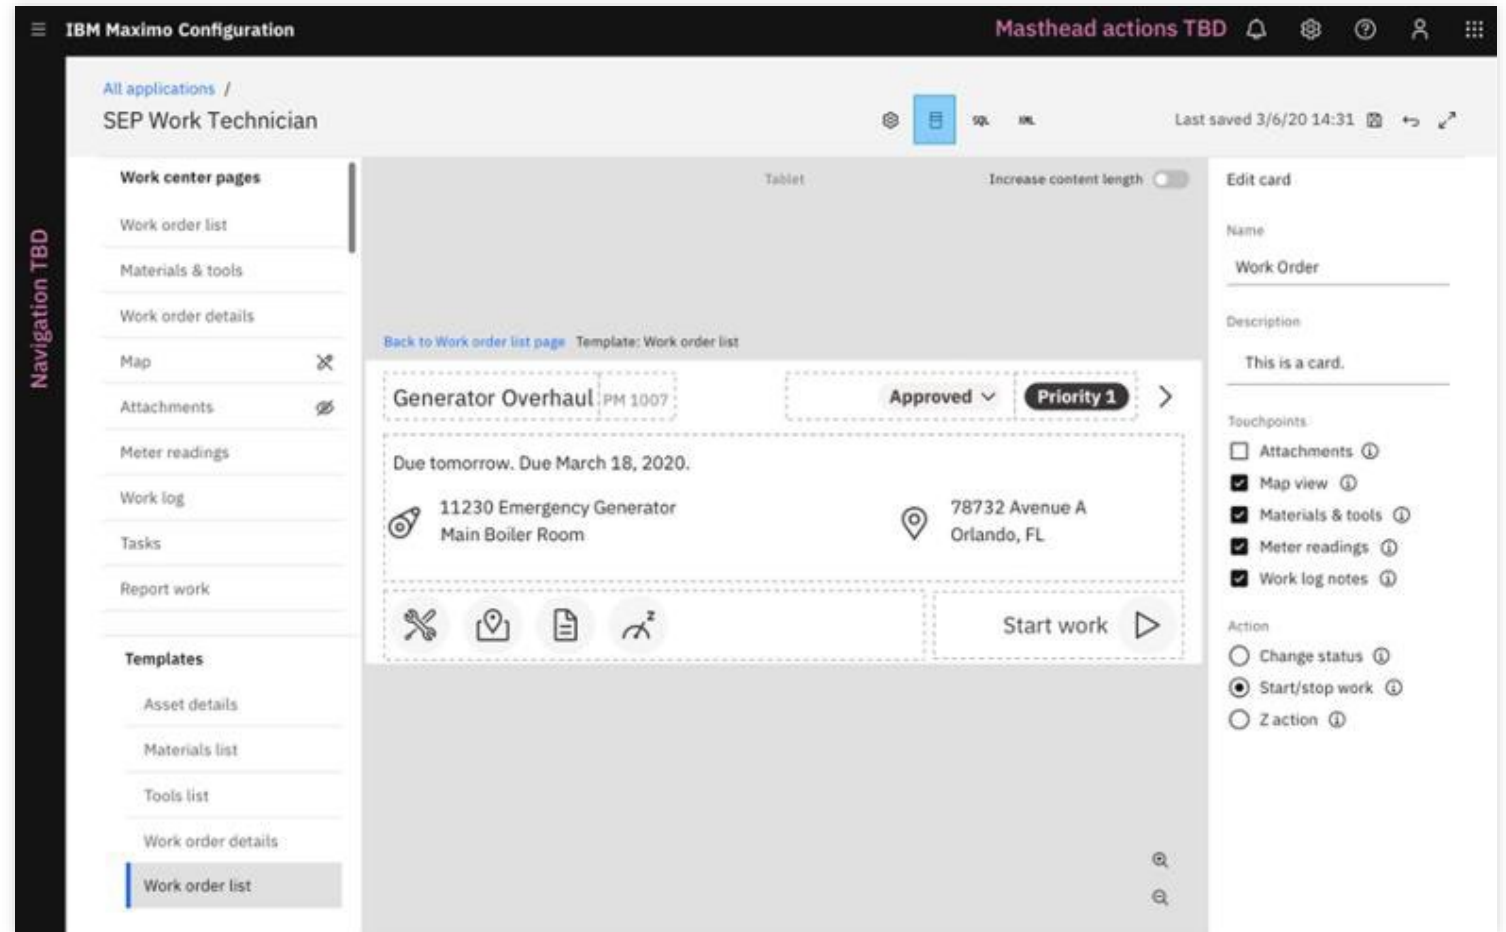 IBM Maximo Configuration
Masthead actions TBD
Navigation TBD
All applications /
SEP Work Technician
SQL
XML
Last saved 3/6/20 14:31
Work center pages
Work order list
Materials & tools
Work order details
Map
Attachments
Meter readings
Work log
Tasks
Report work
Templates
Asset details
Materials list
Tools list
Work order details
Work order list
Tablet
Increase content length
Back to Work order list page Template: Work order list
Generator Overhaul PM 1007
Approved
Priority 1
Due tomorrow. Due March 18, 2020.
11230 Emergency Generator
Main Boiler Room
78732 Avenue A
Orlando, FL
Start work
Edit card
Name
Work Order
Description
This is a card.
Touchpoints
Attachments
Map view
Materials & tools
Meter readings
Work log notes
Action
Change status
Start/stop work
Z action